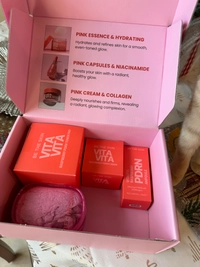 PINK ESSENCE & HYDRATING
Hydrates and refines skin for a smooth,
even-toned glow.
PINK CAPSULES & NIACINAMIDE
Boosts your skin with a radiant,
healthy glow.
PINK CREAM & COLLAGEN
Deeply nourishes and firms, revealing
a radiant, glowing complexion.
VITA
VITA
VITA
VITA
PDRN